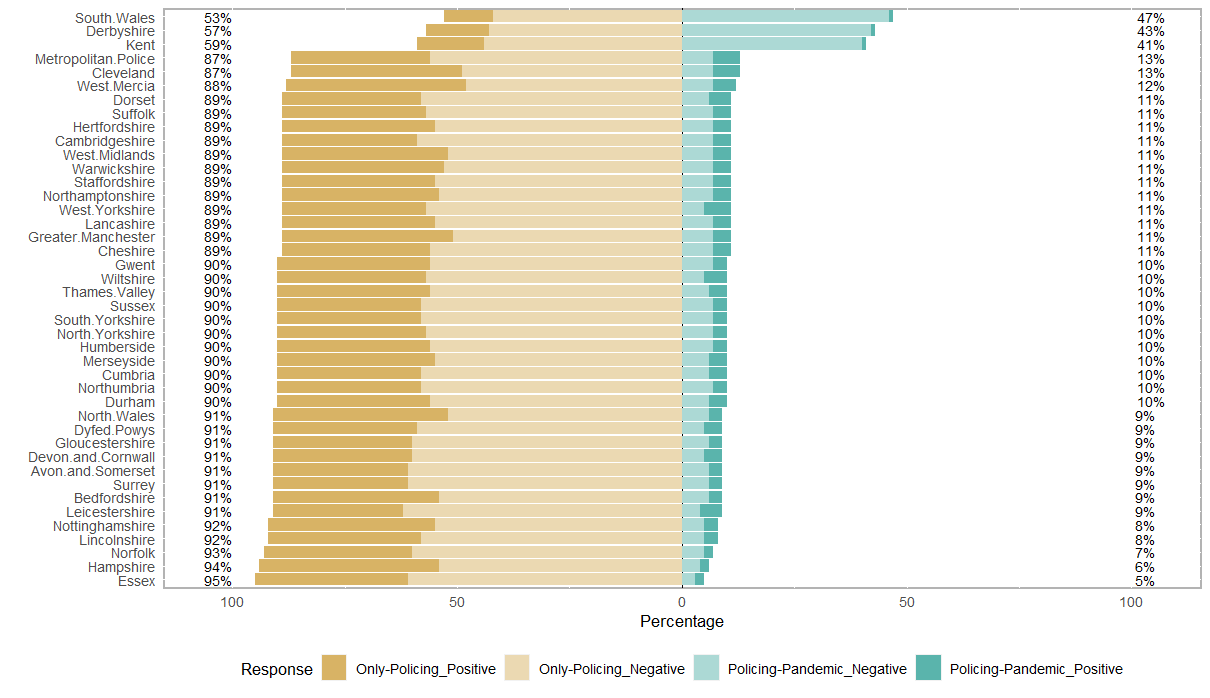 South.Wales 53% 47%
Derbyshire 57% 43%
Kent 59% 41%
Metropolitan.Police 87% 13%
Cleveland 87% 13%
West.Mercia 88% 12%
Dorset 89% 11%
Suffolk 89% 11%
Hertfordshire 89% 11%
Cambridgeshire 89% 11%
West.Midlands 89% 11%
Warwickshire 89% 11%
Staffordshire 89% 11%
Northamptonshire 89% 11%
West.Yorkshire 89% 11%
Lancashire 89% 11%
Greater.Manchester 89% 11%
Cheshire 89% 11%
Gwent 90% 10%
Wiltshire 90% 10%
Thames.Valley 90% 10%
Sussex 90% 10%
South.Yorkshire 90% 10%
North.Yorkshire 90% 10%
Humberside 90% 10%
Merseyside 90% 10%
Cumbria 90% 10%
Northumbria 90% 10%
Durham 90% 10%
North.Wales 91% 9%
Dyfed.Powys 91% 9%
Gloucestershire 91% 9%
Devon.and.Cornwall 91% 9%
Avon.and.Somerset 91% 9%
Surrey 91% 9%
Bedfordshire 91% 9%
Leicestershire 91% 9%
Nottinghamshire 92% 8%
Lincolnshire 92% 8%
Norfolk 93% 7%
Hampshire 94% 6%
Essex 95% 5%
100 50 0 50 100
Percentage
Response Only-Policing_Positive Only-Policing_Negative Policing-Pandemic_Negative Policing-Pandemic_Positive